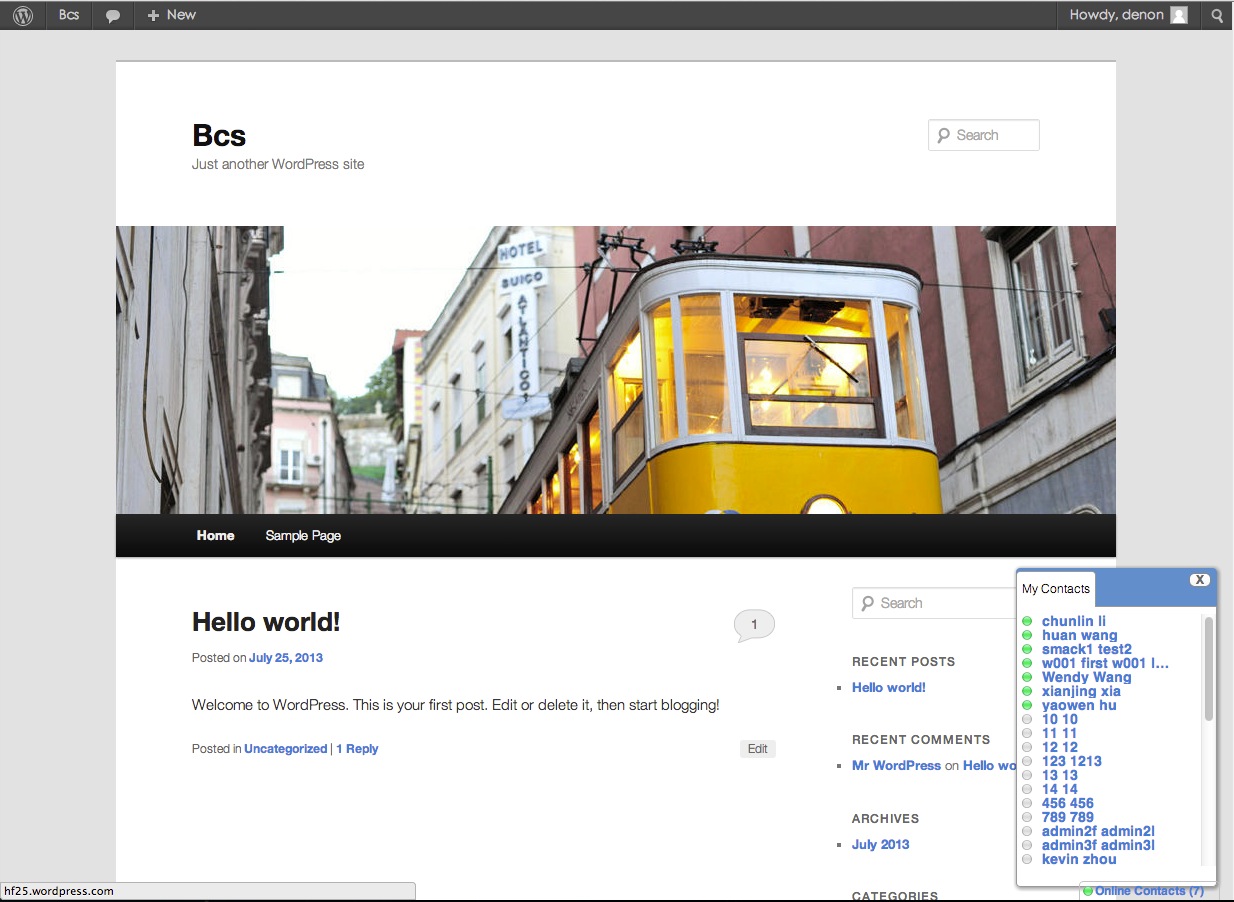 Bcs
New
Howdy, denon
Bcs
Just another WordPress site
Search
HOTEL
SUICO
ATLANTICO
Home
Sample Page
Hello world!
1
Posted on July 25, 2013
Welcome to WordPress. This is your first post. Edit or delete it, then start blogging!
Posted in Uncategorized | 1 Reply
Edit
Search
RECENT POSTS
Hello world!
RECENT COMMENTS
Mr WordPress on Hello wo
ARCHIVES
July 2013
CATEGORIES
My Contacts
X
chunlin li
huan wang
smack1 test2
w001 first w001 l...
Wendy Wang
xianjing xia
yaowen hu
10 10
11 11
12 12
123 1213
13 13
14 14
456 456
789 789
admin2f admin2l
admin3f admin3l
kevin zhou
Online Contacts (7)
hf25.wordpress.com